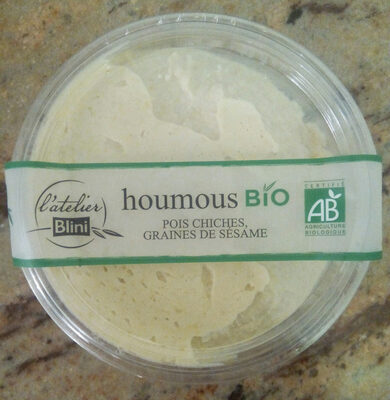 l'atelier
Blini
houmous BiO
POIS CHICHES,
GRAINES DE SÉSAME
CERTIFIÉ
AB
AGRICULTURE
BIOLOGIQUE